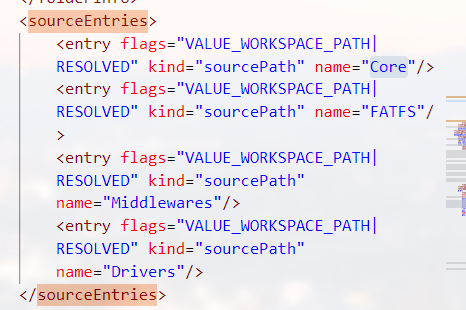 </folderInfo>
<sourceEntries>
<entry flags="VALUE_WORKSPACE_PATH|
RESOLVED" kind="sourcePath" name="Core"/>
<entry flags="VALUE_WORKSPACE_PATH|
RESOLVED" kind="sourcePath" name="FATFS"/
>
<entry flags="VALUE_WORKSPACE_PATH|
RESOLVED" kind="sourcePath"
name="Middlewares"/>
<entry flags="VALUE_WORKSPACE_PATH|
RESOLVED" kind="sourcePath"
name="Drivers"/>
</sourceEntries>